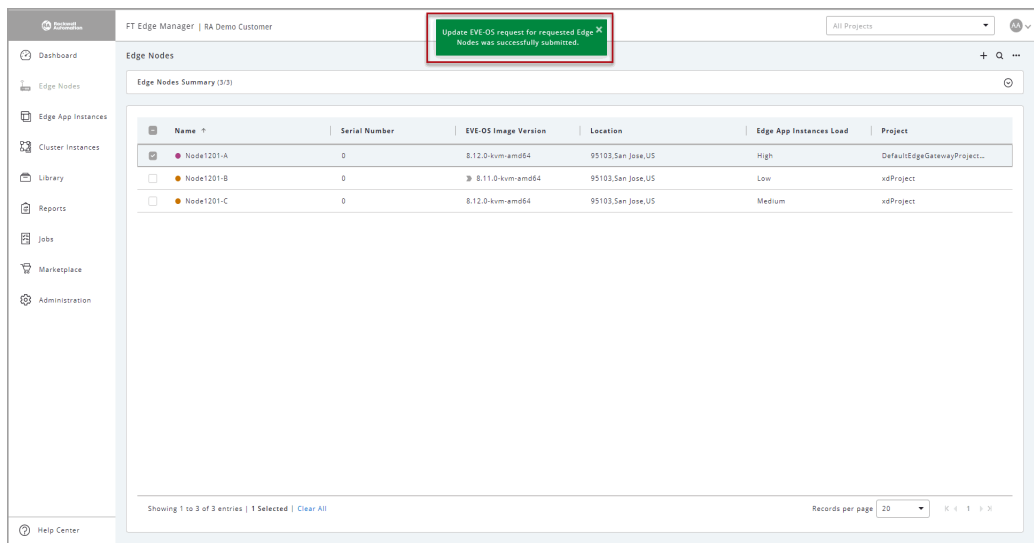 Rockwell Automation
FT Edge Manager | RA Demo Customer
Update EVE-OS request for requested Edge
Nodes was successfully submitted.
All Projects
AA
Dashboard
Edge Nodes
Edge App Instances
Cluster Instances
Library
Reports
Jobs
Marketplace
Administration
Help Center
Edge Nodes
Edge Nodes Summary (3/3)
Name Serial Number EVE-OS Image Version Location Edge App Instances Load Project
Node1201-A 0 8.12.0-kvm-amd64 95103,San Jose,US High DefaultEdgeGatewayProject...
Node1201-B 0 8.11.0-kvm-amd64 95103,San Jose,US Low xdProject
Node1201-C 0 8.12.0-kvm-amd64 95103,San Jose,US Medium xdProject
Showing 1 to 3 of 3 entries | 1 Selected | Clear All
Records per page 20 1